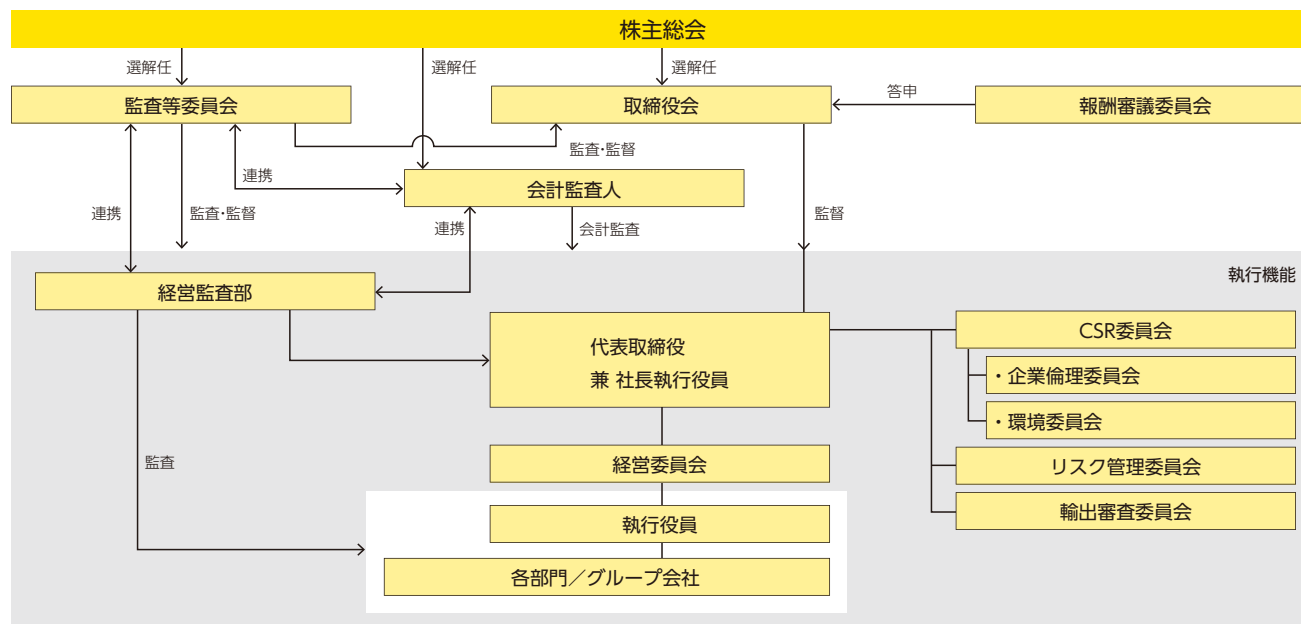 株主総会
選解任
選解任
選解任
監査等委員会
取締役会
答申
報酬審議委員会
監査・監督
連携
会計監査人
連携
監査・監督
連携
会計監査
監督
執行機能
経営監査部
代表取締役
兼 社長執行役員
CSR委員会
・企業倫理委員会
・環境委員会
監査
経営委員会
リスク管理委員会
執行役員
輸出審査委員会
各部門／グループ会社